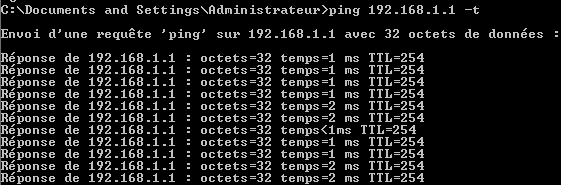 C:\Documents and Settings\Administrateur>ping 192.168.1.1 -t
Envoi d'une requête 'ping' sur 192.168.1.1 avec 32 octets de données :
Réponse de 192.168.1.1 : octets=32 temps=1 ms TTL=254
Réponse de 192.168.1.1 : octets=32 temps=1 ms TTL=254
Réponse de 192.168.1.1 : octets=32 temps=1 ms TTL=254
Réponse de 192.168.1.1 : octets=32 temps=1 ms TTL=254
Réponse de 192.168.1.1 : octets=32 temps=2 ms TTL=254
Réponse de 192.168.1.1 : octets=32 temps=2 ms TTL=254
Réponse de 192.168.1.1 : octets=32 temps<1ms TTL=254
Réponse de 192.168.1.1 : octets=32 temps=1 ms TTL=254
Réponse de 192.168.1.1 : octets=32 temps=1 ms TTL=254
Réponse de 192.168.1.1 : octets=32 temps=2 ms TTL=254
Réponse de 192.168.1.1 : octets=32 temps=2 ms TTL=254